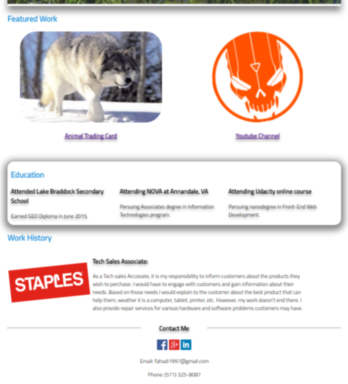 Featured Work
Animal Trading Card
Youtube Channel
Education
Attended Lake Braddock Secondary
School
Earned GED Diploma in June 2015.
Attending NOVA at Annandale, VA
Persuing Associates degree in Information
Technologies program.
Attending Udacity online course
Persuing nanodegree in Front-End Web
Development.
Work History
STAPLES
Tech Sales Associate:
As a Tech sales Accosiate, it is my responsibility to inform customers about the products they
wish to purchase. I would have to engage with customers and gain information about their
needs. Based on those needs I would explain to the customer about the best product that can
help them; weather it is a computer, tablet, printer, etc. However, my work doesn't end there. I
also provide repair services for various hardware and software problems customers may have.
Contact Me
f g+ in
Email: fahad1997@gmail.com
Phone: (571) 325-8087